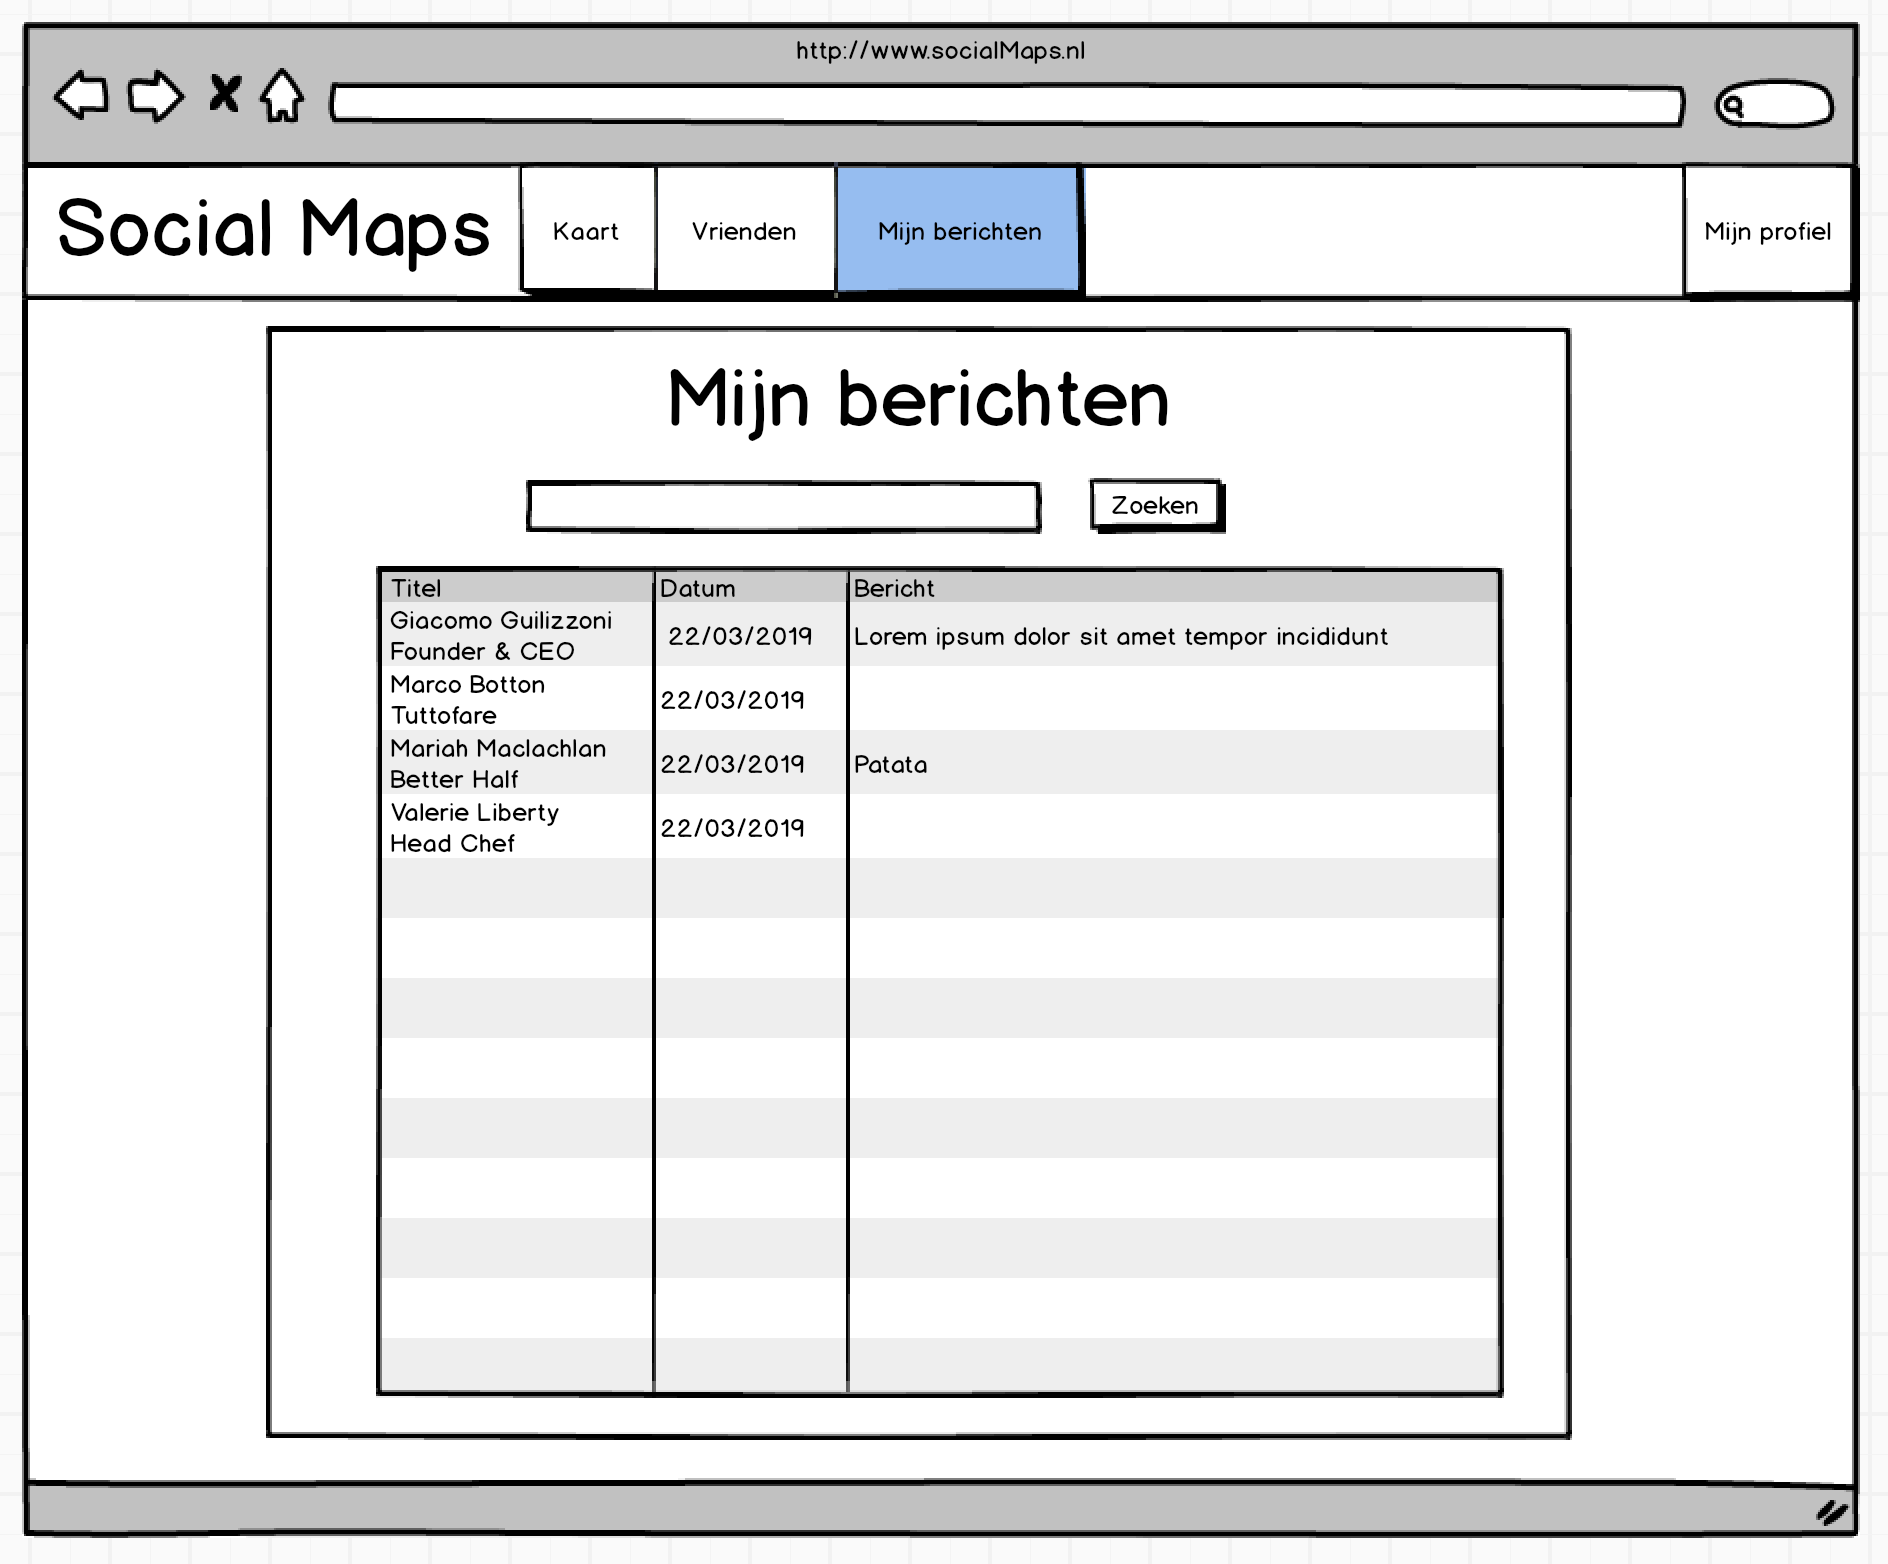 http://www.socialMaps.nl
Social Maps
Kaart
Vrienden
Mijn berichten
Mijn profiel
Mijn berichten
Zoeken
Titel Datum Bericht
Giacomo Guilizzoni
Founder & CEO
22/03/2019
Lorem ipsum dolor sit amet tempor incididunt
Marco Botton
Tuttofare
22/03/2019
Mariah Maclachlan
Better Half
22/03/2019
Patata
Valerie Liberty
Head Chef
22/03/2019